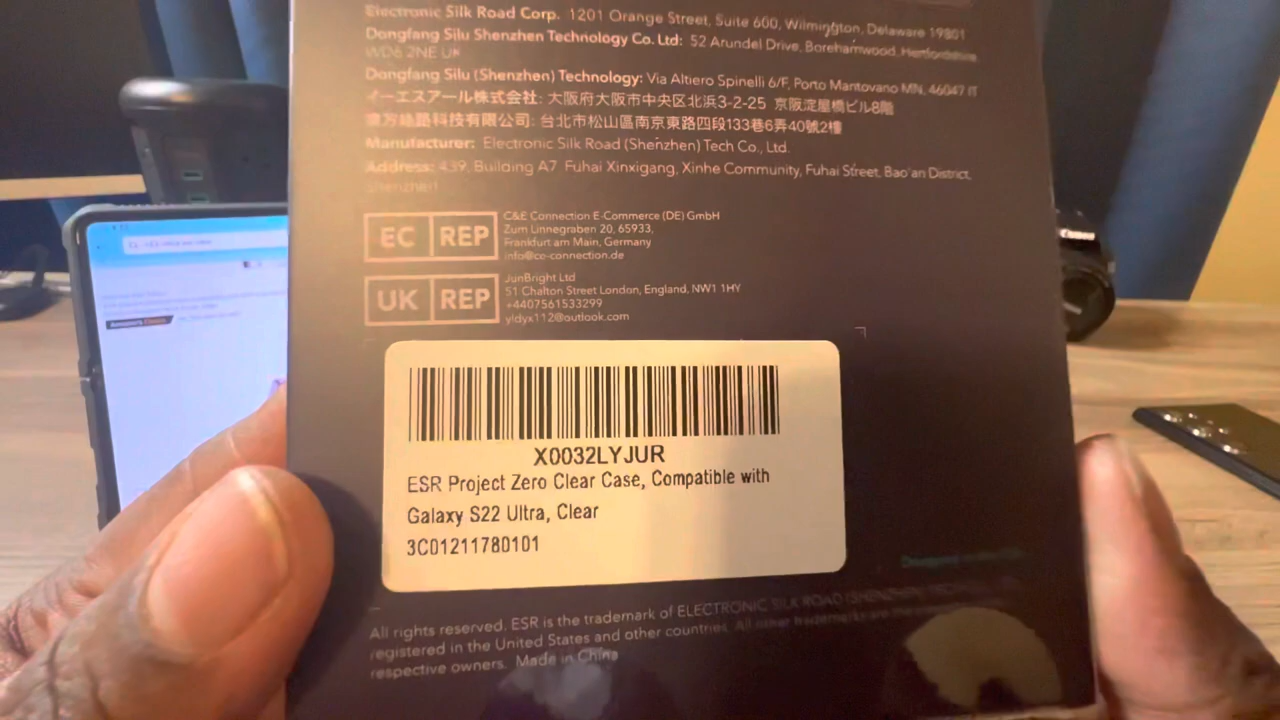 Electronic Silk Road Corp. 1201 Orange Street, Suite 600, Wilmington, Delaware 19801
Dongfang Silu Shenzhen Technology Co. Ltd: 52 Arundel Drive, Borehamwood, Hertfordshire
WD6 2NE UK
Dongfang Silu (Shenzhen) Technology: Via Altiero Spinelli 6/F, Porto Mantovano MN, 46047 IT
イーエスアール株式会社: 大阪府大阪市中央区北浜3-2-25 京阪淀屋橋ビル8階
東方絲路科技有限公司: 台北市松山區南京東路四段133巷6弄40號2樓
Manufacturer: Electronic Silk Road (Shenzhen) Tech Co., Ltd.
Address: 439, Building A7 Fuhai Xinxigang, Xinhe Community, Fuhai Street, Bao'an District,
Shenzhen
EC REP
C&E Connection E-Commerce (DE) GmbH
Zum Linnegraben 20, 65933,
Frankfurt am Main, Germany
info@ce-connection.de
UK REP
JunBright Ltd
51 Chalton Street London, England, NW1 1HY
+4407561533299
yldyx112@outlook.com
X0032LYJUR
ESR Project Zero Clear Case, Compatible with
Galaxy S22 Ultra, Clear
3C01211780101
All rights reserved. ESR is the trademark of ELECTRONIC SILK ROAD (SHENZHEN)
registered in the United States and other countries. All other trademarks are the
respective owners. Made in China
Canon
Amazon's Choice